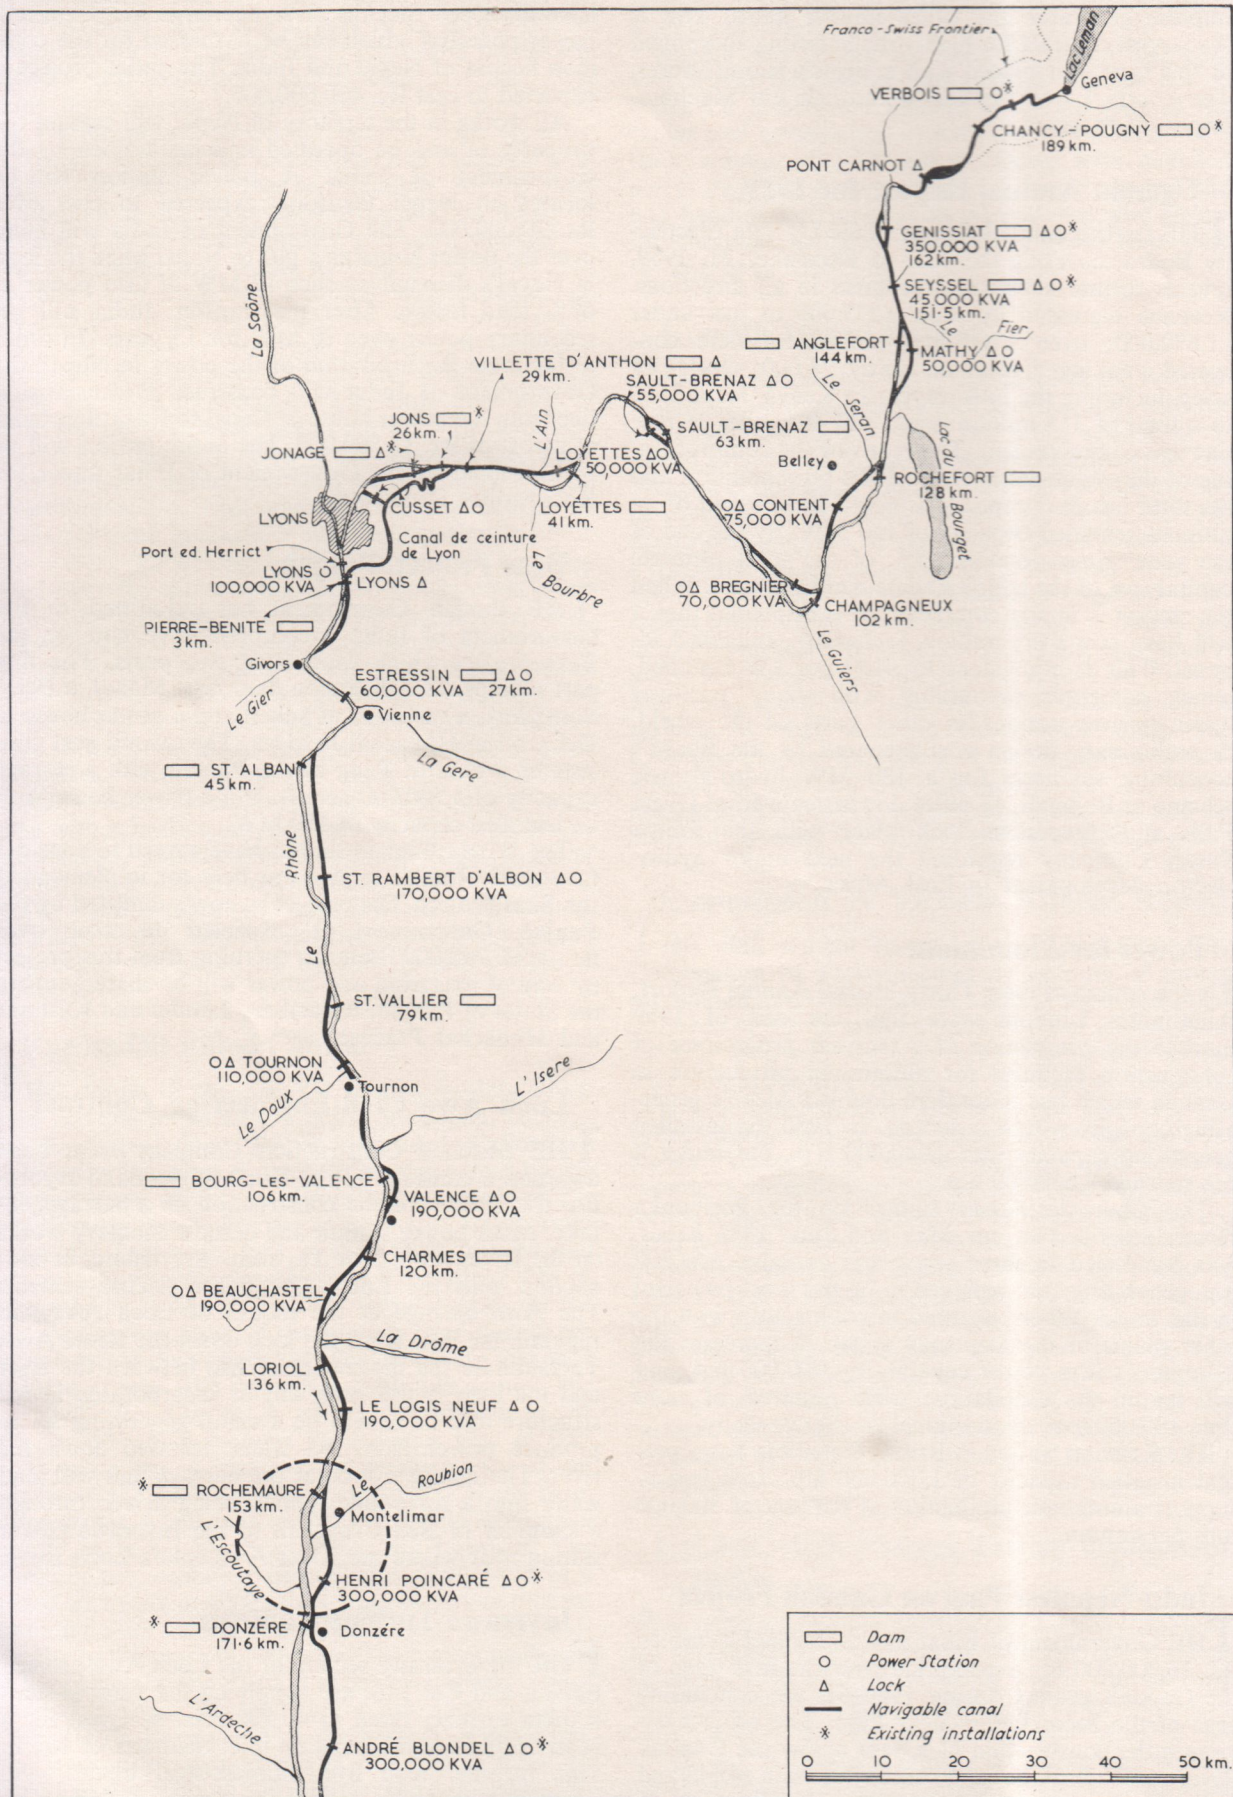 Franco-Swiss Frontier
Lac Leman
Geneva
VERBOIS
CHANCY-POUGNY
189 km.
PONT CARNOT
GENISSIAT
350,000 KVA
162 km.
SEYSSEL
45,000 KVA
151·5 km.
Le Fier
ANGLEFORT
144 km.
MATHY
50,000 KVA
La Saône
VILLETTE D'ANTHON
29 km.
SAULT-BRENAZ
55,000 KVA
Le Seran
JONS
26 km.
L'Ain
SAULT-BRENAZ
63 km.
Lac du Bourget
JONAGE
LOYETTES
50,000 KVA
Belley
ROCHEFORT
128 km.
LYONS
CUSSET
LOYETTES
41 km.
CONTENT
75,000 KVA
Canal de ceinture
de Lyon
Port ed. Herrict
LYONS
100,000 KVA
LYONS
Le Bourbre
BREGNIER
70,000 KVA
CHAMPAGNEUX
102 km.
PIERRE-BENITE
3 km.
Le Guiers
Givors
Le Gier
ESTRESSIN
60,000 KVA 27 km.
Vienne
La Gere
ST. ALBAN
45 km.
Le Rhône
ST. RAMBERT D'ALBON
170,000 KVA
ST. VALLIER
79 km.
TOURNON
110,000 KVA
Tournon
L'Isere
Le Doux
BOURG-LES-VALENCE
106 km.
VALENCE
190,000 KVA
CHARMES
120 km.
BEAUCHASTEL
190,000 KVA
La Drôme
LORIOL
136 km.
LE LOGIS NEUF
190,000 KVA
ROCHEMAURE
153 km.
Le Roubion
Montelimar
L'Escoutaye
HENRI POINCARÉ
300,000 KVA
DONZÉRE
171·6 km.
Donzére
L'Ardeche
ANDRÉ BLONDEL
300,000 KVA
Dam
Power Station
Lock
Navigable canal
Existing installations
0 10 20 30 40 50 km.